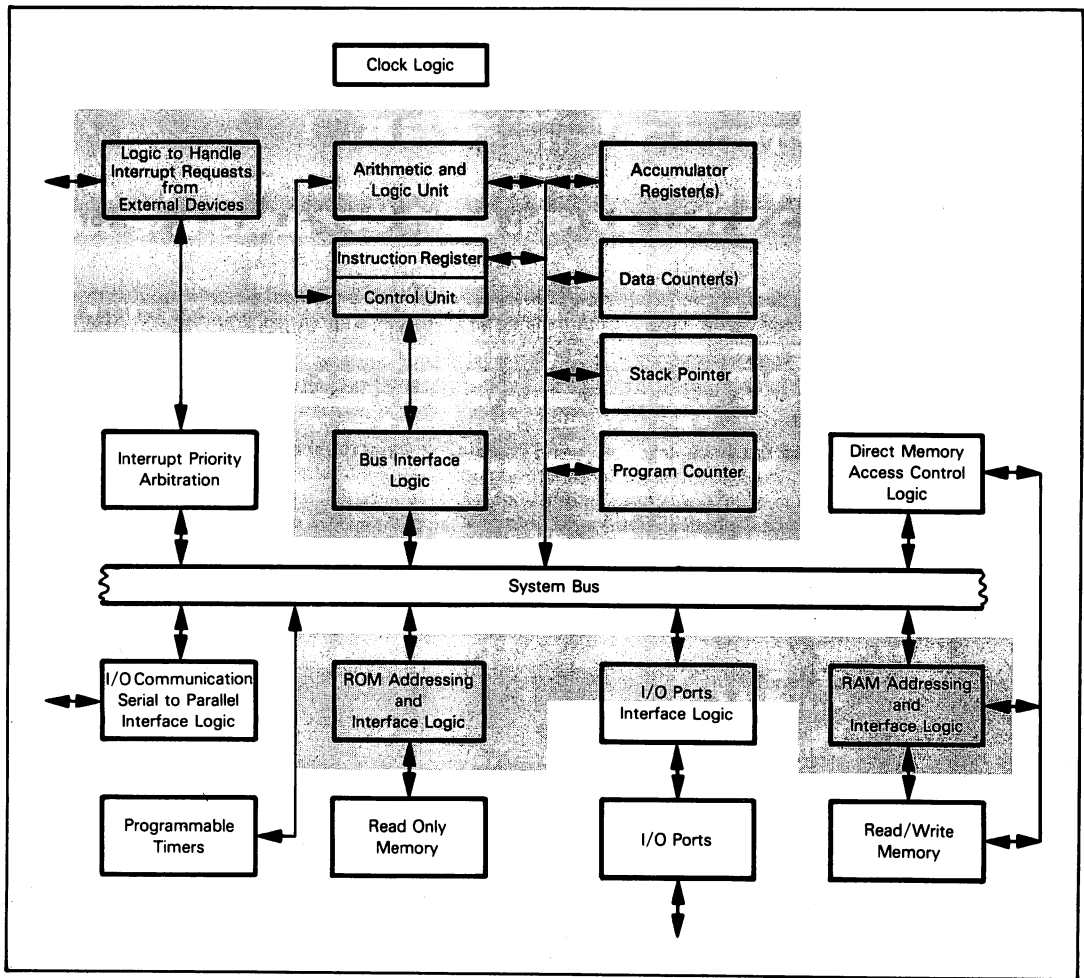 Clock Logic
Logic to Handle
Interrupt Requests
from
External Devices
Arithmetic and
Logic Unit
Accumulator
Register(s)
Instruction Register
Control Unit
Data Counter(s)
Stack Pointer
Interrupt Priority
Arbitration
Bus Interface
Logic
Program Counter
Direct Memory
Access Control
Logic
System Bus
I/O Communication
Serial to Parallel
Interface Logic
ROM Addressing
and
Interface Logic
I/O Ports
Interface Logic
RAM Addressing
and
Interface Logic
Programmable
Timers
Read Only
Memory
I/O Ports
Read/Write
Memory